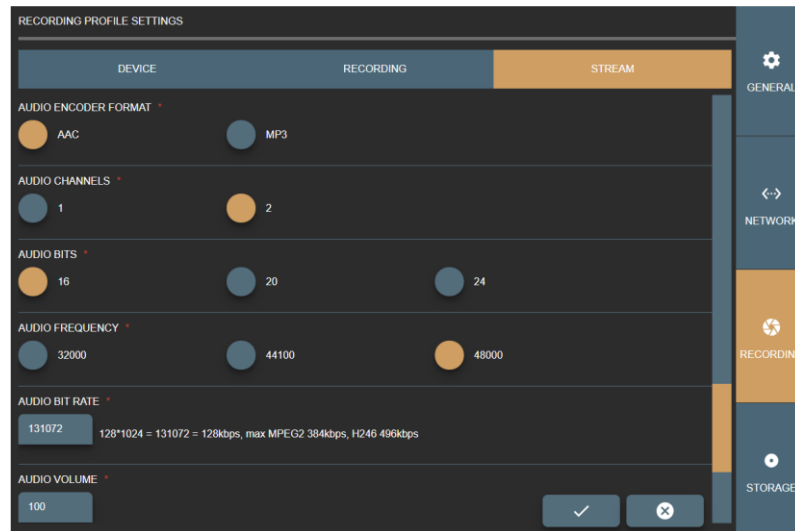 RECORDING PROFILE SETTINGS
DEVICE RECORDING STREAM
AUDIO ENCODER FORMAT *
AAC MP3
AUDIO CHANNELS *
1 2
AUDIO BITS *
16 20 24
AUDIO FREQUENCY *
32000 44100 48000
AUDIO BIT RATE *
131072 128*1024 = 131072 = 128kbps, max MPEG2 384kbps, H246 496kbps
AUDIO VOLUME *
100
GENERAL
NETWORK
RECORDIN
STORAGE